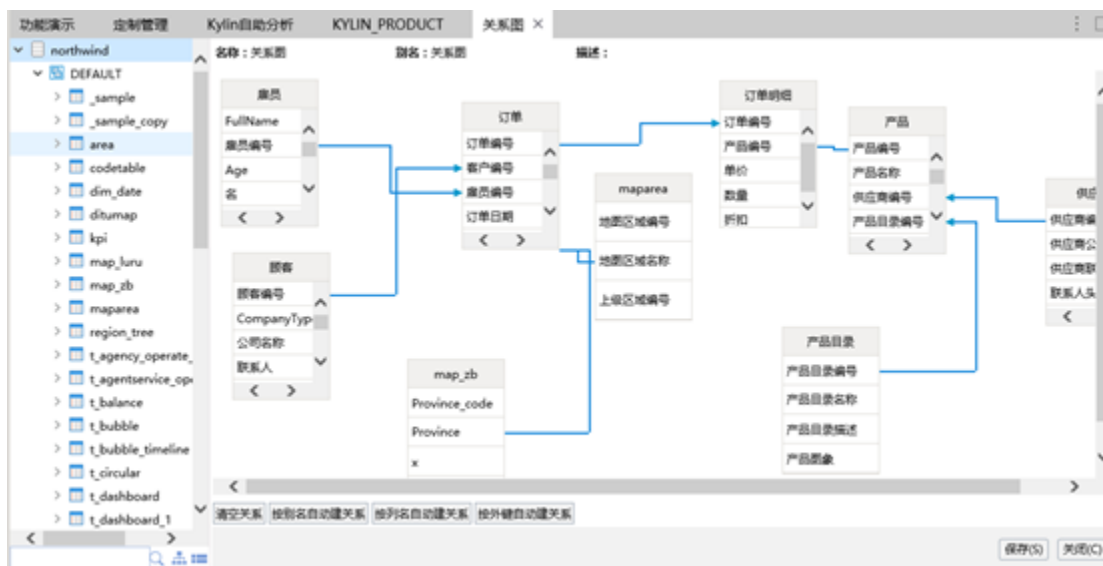 功能演示 定制管理 Kylin自助分析 KYLIN_PRODUCT 关系图
northwind
DEFAULT
_sample
_sample_copy
area
codetable
dim_date
ditumap
kpi
map_luru
map_zb
maparea
region_tree
t_agency_operate_
t_agentservice_ope
t_balance
t_bubble
t_bubble_timeline
t_circular
t_dashboard
t_dashboard_1
名称：关系图 别名：关系图 描述：
雇员
FullName
雇员编号
Age
名
订单
订单编号
客户编号
雇员编号
订单日期
订单明细
订单编号
产品编号
单价
数量
折扣
产品
产品编号
产品名称
供应商编号
产品目录编号
供应
供应商编
供应商公
供应商联
联系人头
maparea
地图区域编号
地图区域名称
上级区域编号
顾客
顾客编号
CompanyTyp
公司名称
联系人
map_zb
Province_code
Province
x
产品目录
产品目录编号
产品目录名称
产品目录描述
产品图象
清空关系 按别名自动建关系 按列名自动建关系 按外键自动建关系
保存(S) 关闭(C)